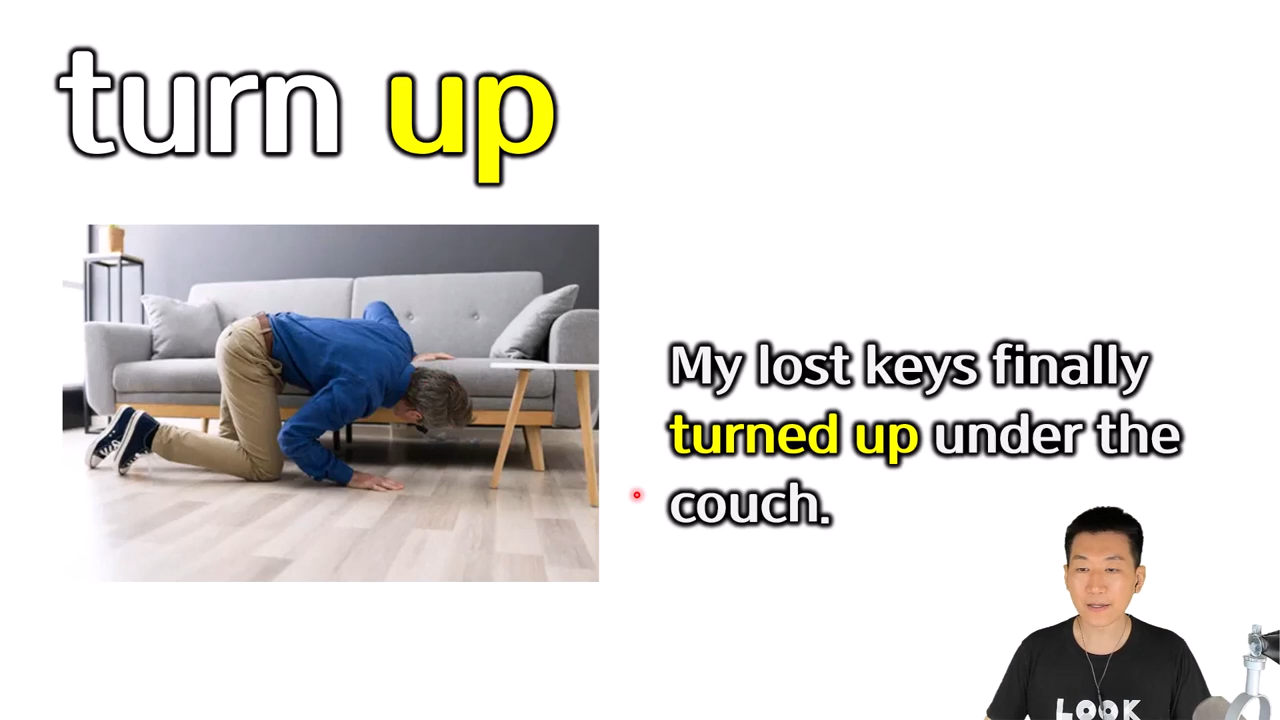 turn up
My lost keys finally
turned up under the
couch.
LOOK